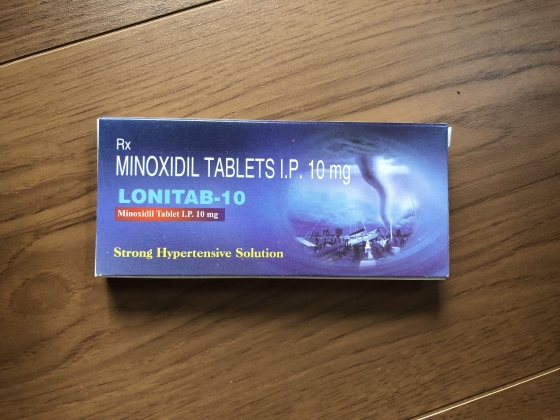 Rx
MINOXIDIL TABLETS I.P. 10 mg
LONITAB-10
Minoxidil Tablet I.P. 10 mg
Strong Hypertensive Solution